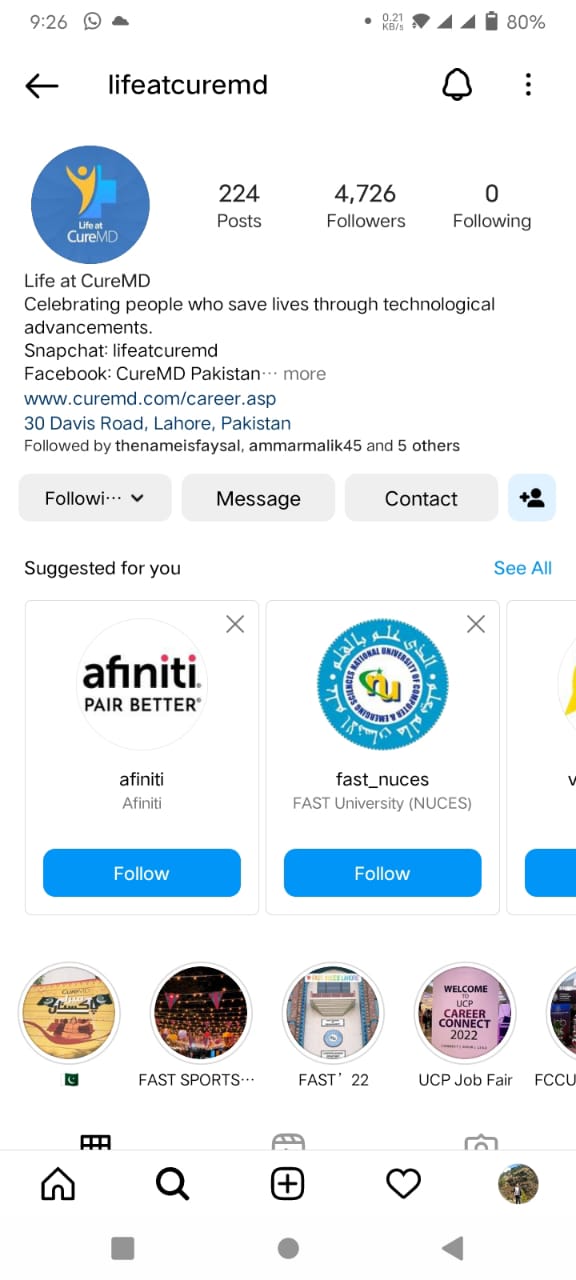 9:26
0.21
KB/s
80%
lifeatcuremd
Life at
CureMD
224
Posts
4,726
Followers
0
Following
Life at CureMD
Celebrating people who save lives through technological
advancements.
Snapchat: lifeatcuremd
Facebook: CureMD Pakistan··· more
www.curemd.com/career.asp
30 Davis Road, Lahore, Pakistan
Followed by thenameisfaysal, ammarmalik45 and 5 others
Followi···
Message
Contact
Suggested for you
See All
afiniti
PAIR BETTER®
NATIONAL UNIVERSITY OF COMPUTER & EMERGING SCIENCES
nu
afiniti
Afiniti
Follow
fast_nuces
FAST University (NUCES)
Follow
CureMD
WELCOME
TO
UCP
CAREER
CONNECT
2022
FAST SPORTS···
FAST’ 22
UCP Job Fair
FCCU